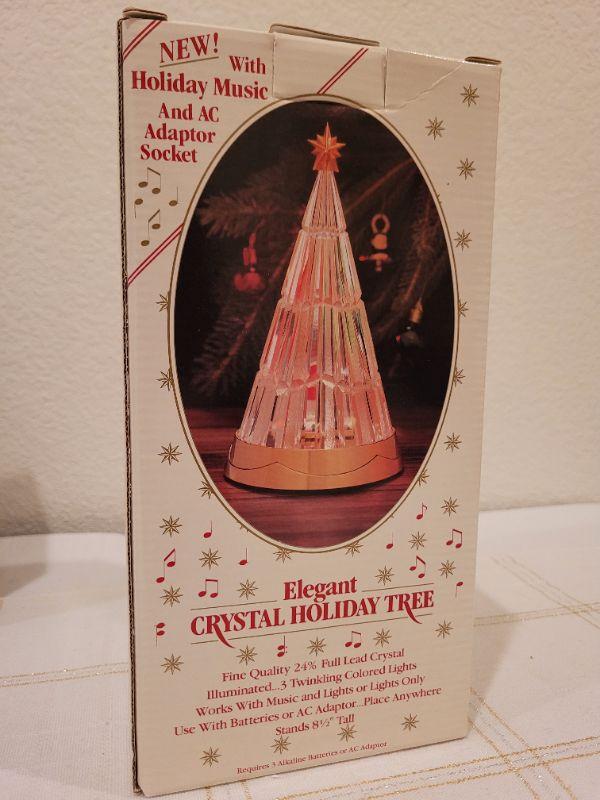 NEW! With
Holiday Music
And AC
Adaptor
Socket
Elegant
CRYSTAL HOLIDAY TREE
Fine Quality 24% Full Lead Crystal
Illuminated...3 Twinkling Colored Lights
Works With Music and Lights or Lights Only
Use With Batteries or AC Adaptor...Place Anywhere
Stands 8½" Tall
Requires 3 Alkaline Batteries or AC Adaptor